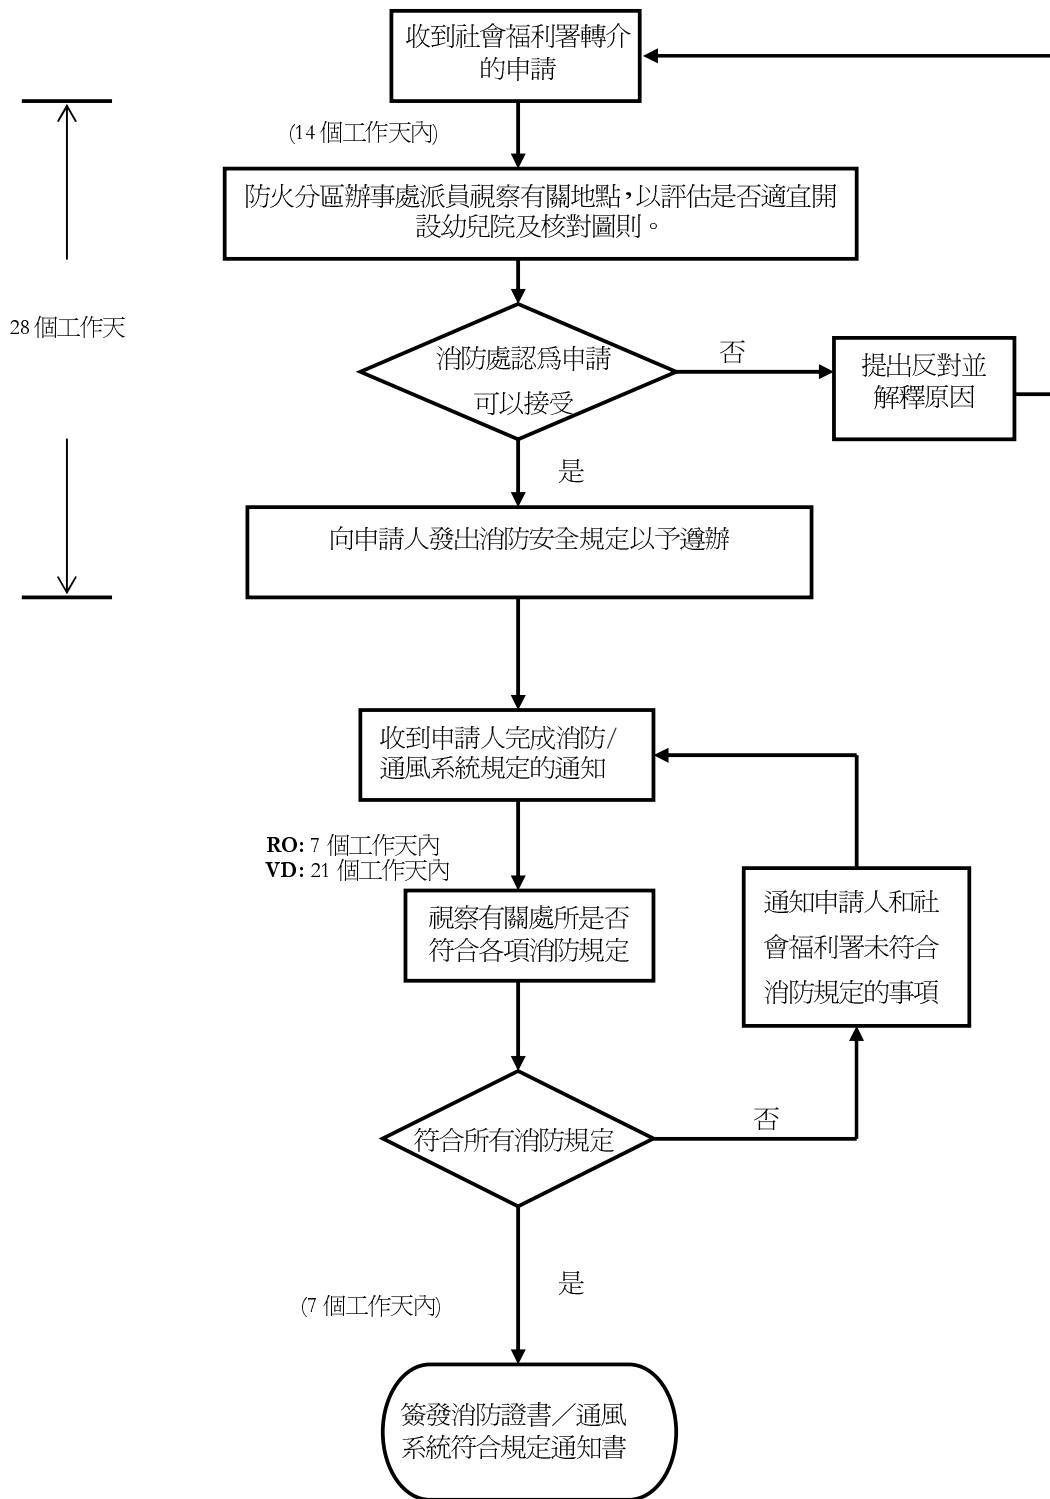 收到社會福利署轉介
的申請
(14 個工作天內)
防火分區辦事處派員視察有關地點，以評估是否適宜開
設幼兒院及核對圖則。
28 個工作天
消防處認為申請
可以接受
否
提出反對並
解釋原因
是
向申請人發出消防安全規定以予遵辦
收到申請人完成消防/
通風系統規定的通知
RO: 7 個工作天內
VD: 21 個工作天內
視察有關處所是否
符合各項消防規定
通知申請人和社
會福利署未符合
消防規定的事項
符合所有消防規定
否
是
(7 個工作天內)
簽發消防證書／通風
系統符合規定通知書